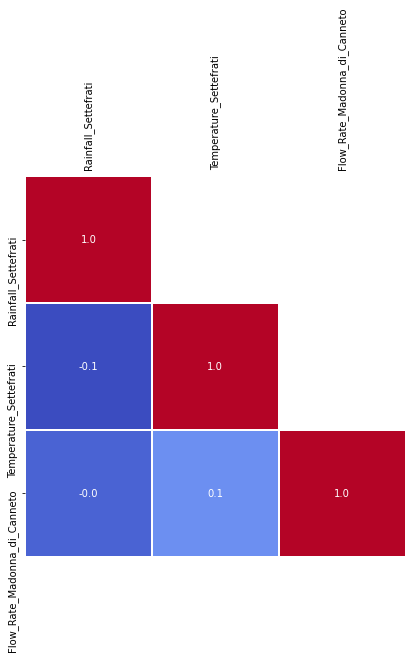 Rainfall_Settefrati
Temperature_Settefrati
Flow_Rate_Madonna_di_Canneto
Rainfall_Settefrati
1.0
Temperature_Settefrati
-0.1
1.0
Flow_Rate_Madonna_di_Canneto
-0.0
0.1
1.0